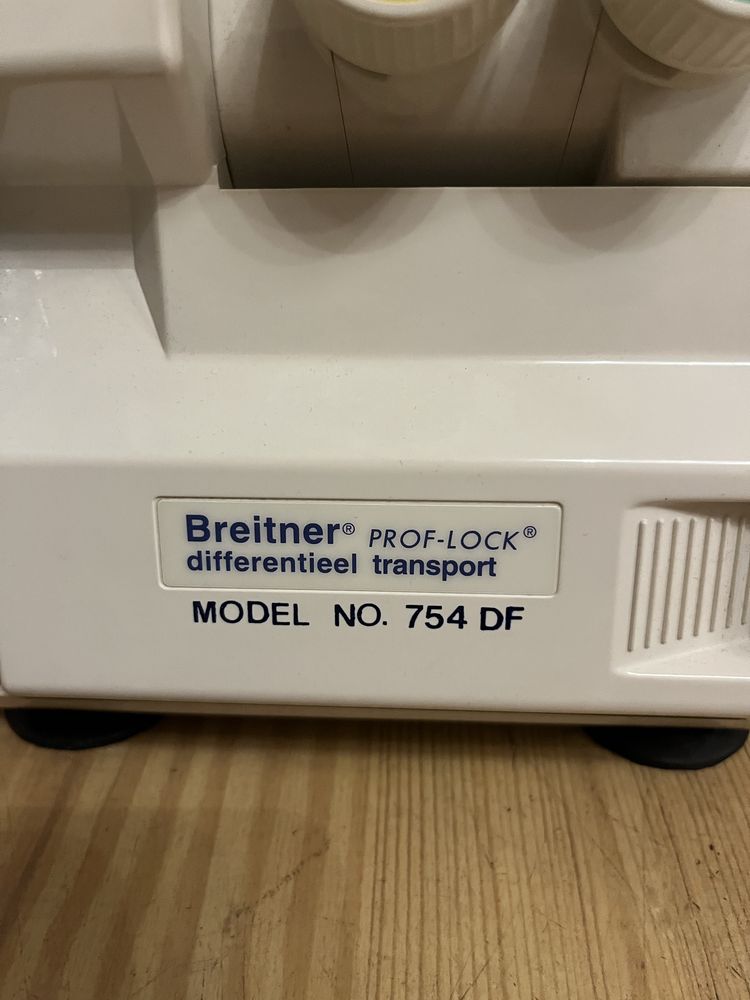 Breitner® PROF-LOCK®
differentieel transport
MODEL NO. 754 DF